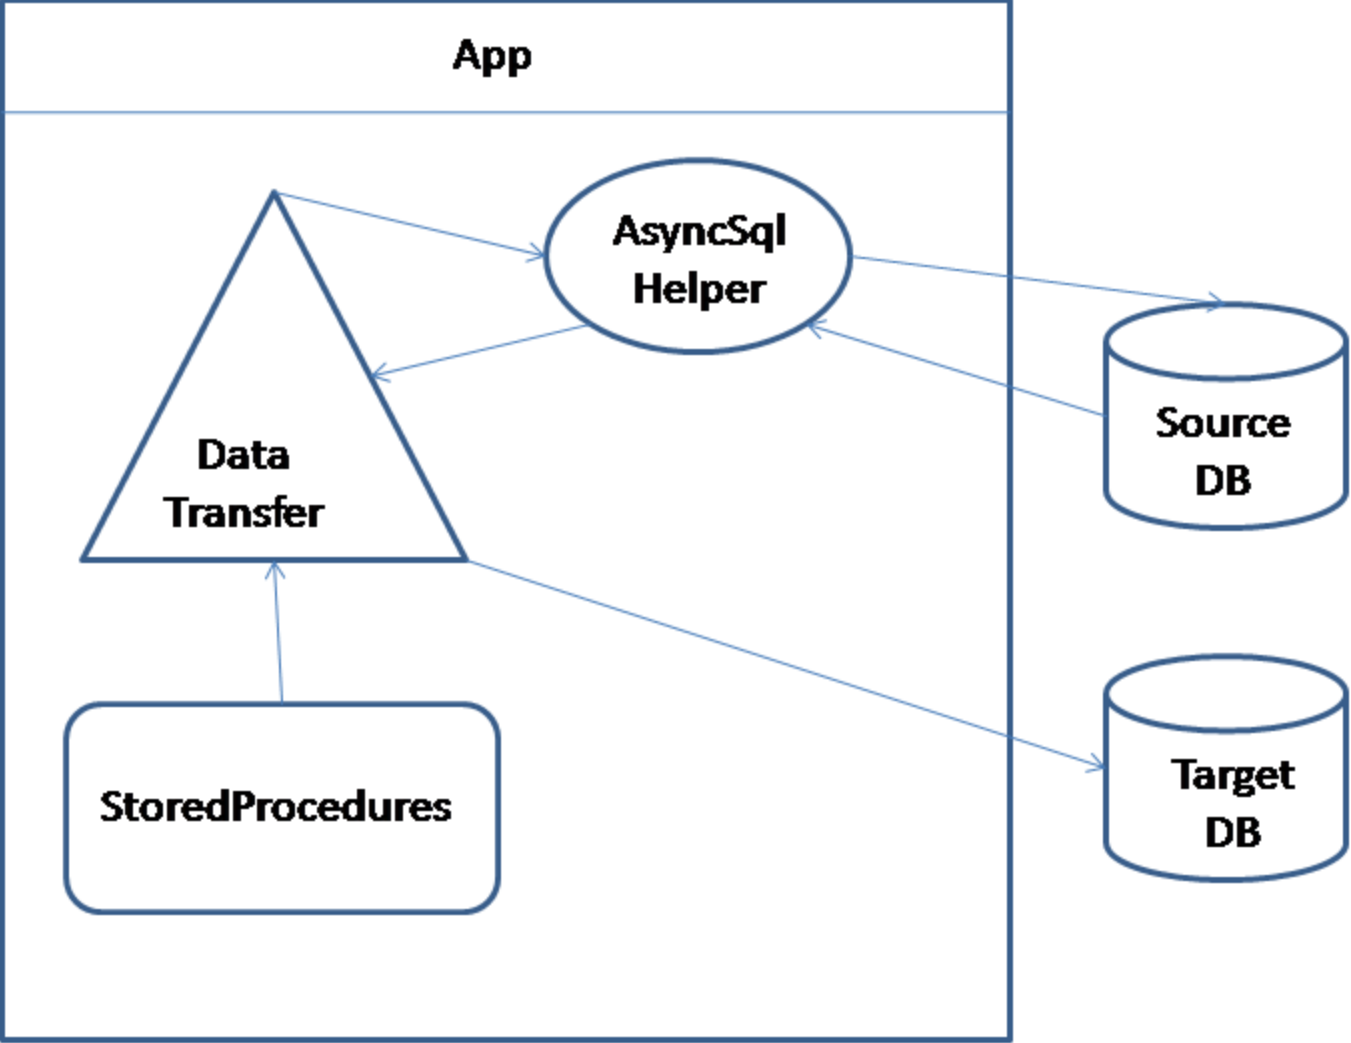 App
AsyncSql
Helper
Source
DB
Data
Transfer
Target
DB
StoredProcedures